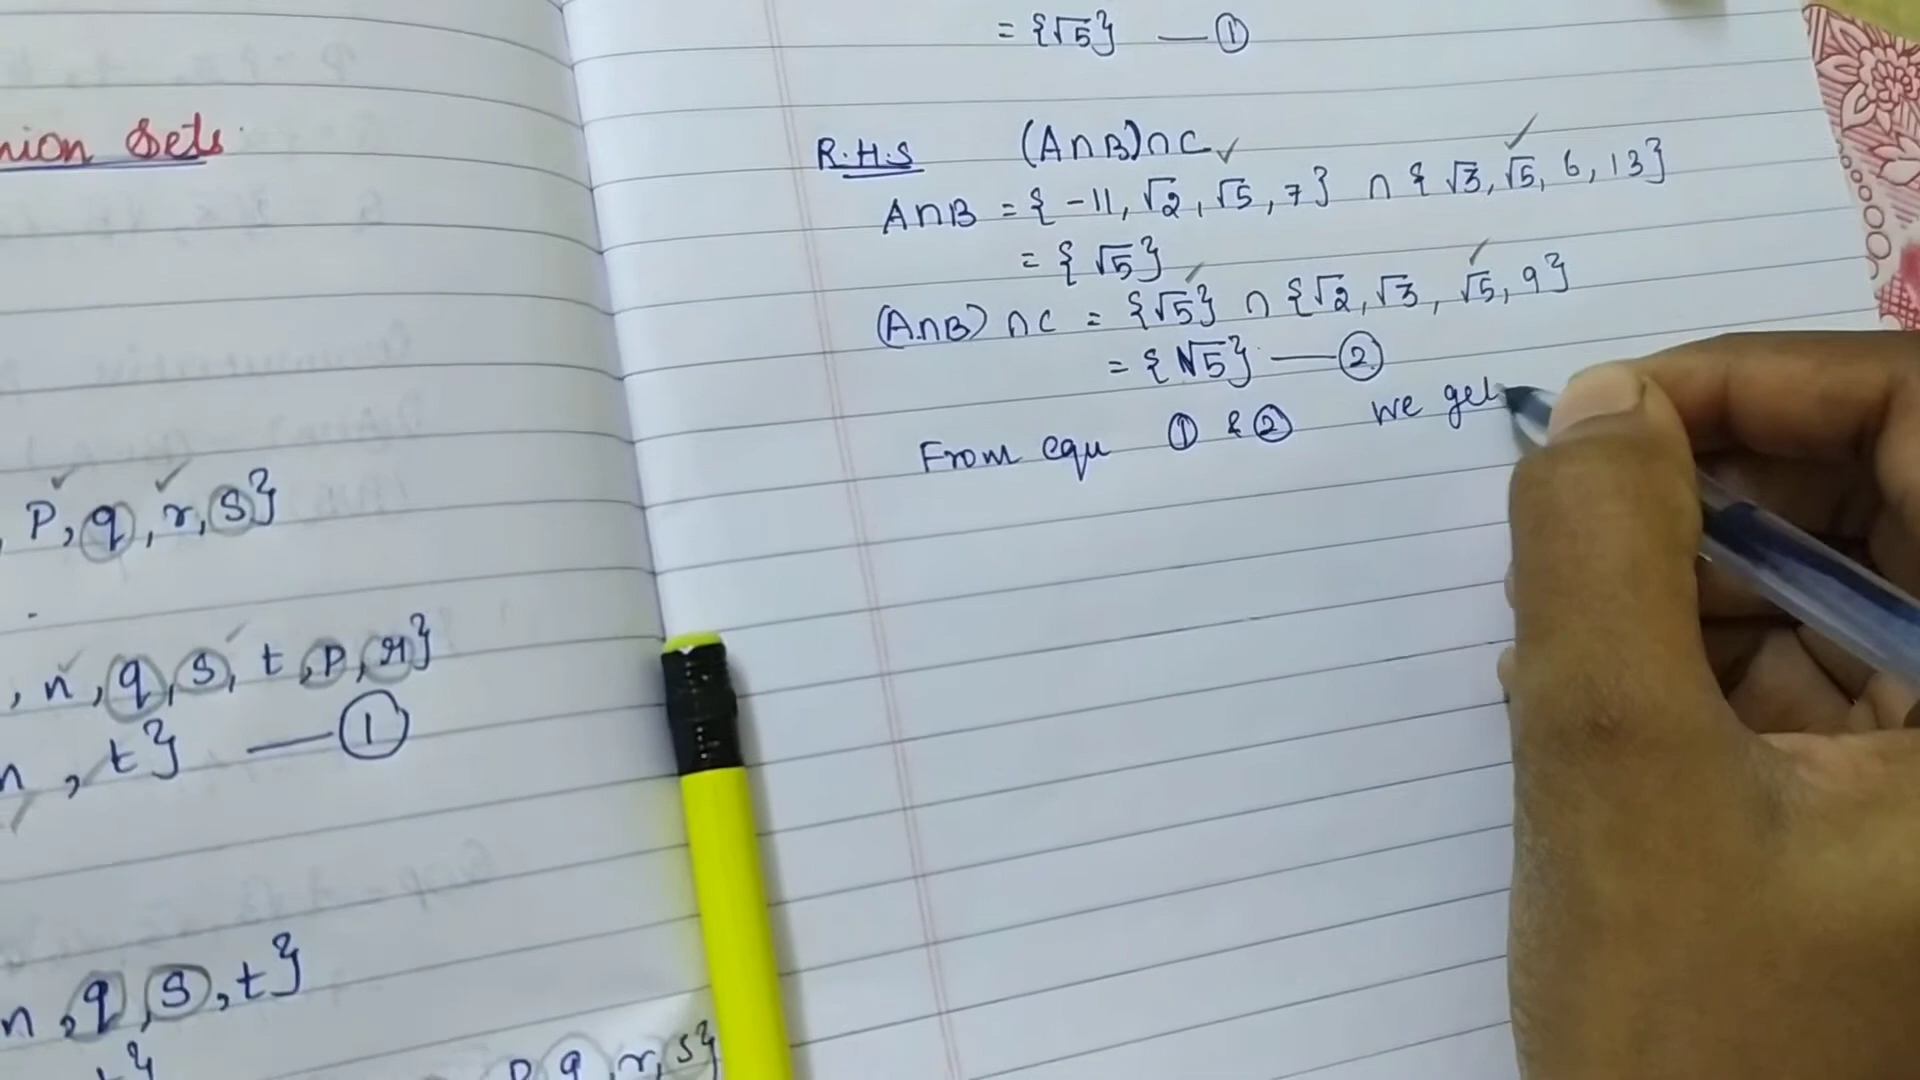 Sets
P, q, r, s}
, n, q, s, t, p, r}
n, t} — ①
n, q, s, t}
t}
p, q, r, s}
= {√5} — ①
R.H.S (A∩B)∩C ✓
A∩B = {-11, √2, √5, 7} ∩ {√3, √5, 6, 13}
= {√5}
(A∩B) ∩C = {√5} ∩ {√2, √3, √5, 9}
= {√5} — ②
From equ ① & ② we get